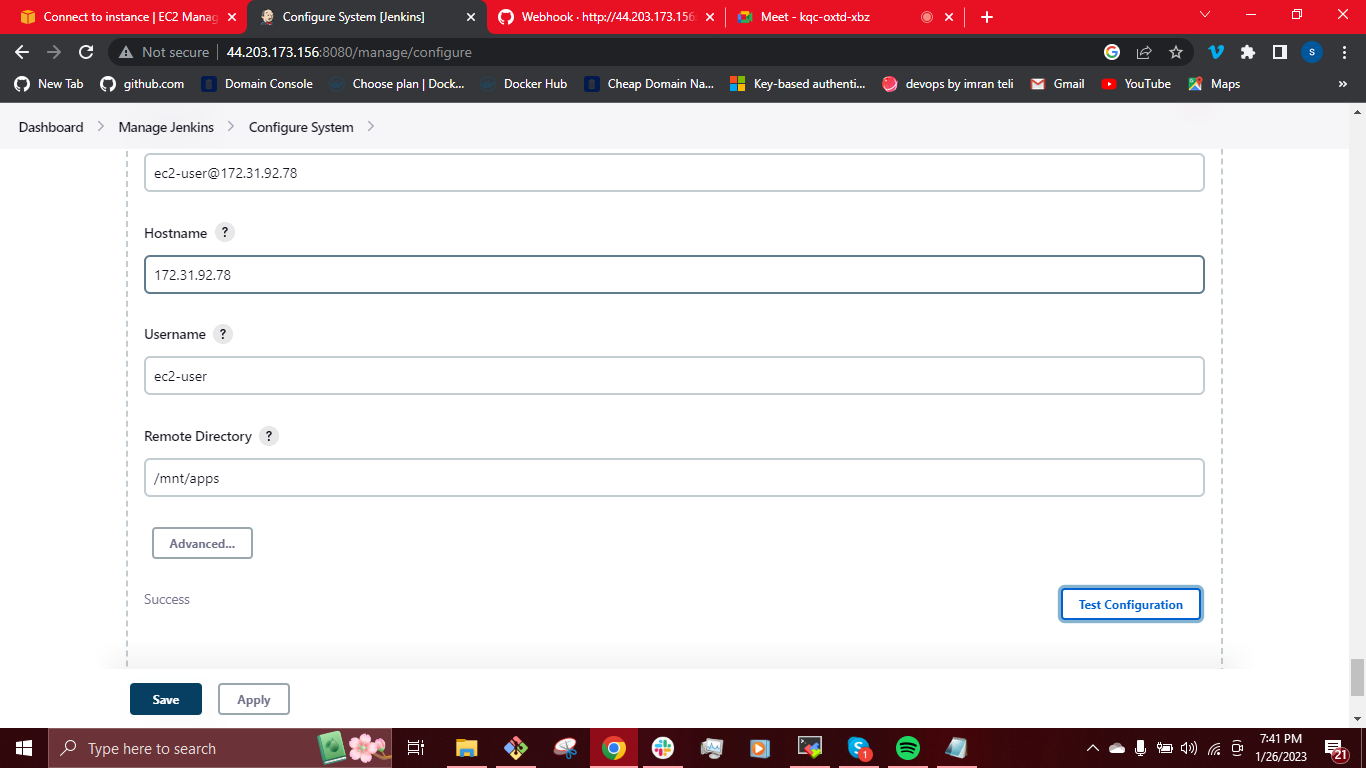 Connect to instance | EC2 Manag
Configure System [Jenkins]
Webhook · http://44.203.173.156:
Meet - kqc-oxtd-xbz
Not secure
44.203.173.156:8080/manage/configure
S
New Tab
github.com
Domain Console
Choose plan | Dock...
Docker Hub
Cheap Domain Na...
Key-based authenti...
devops by imran teli
Gmail
YouTube
Maps
»
Dashboard
Manage Jenkins
Configure System
ec2-user@172.31.92.78
Hostname ?
172.31.92.78
Username ?
ec2-user
Remote Directory ?
/mnt/apps
Advanced...
Success
Test Configuration
Save
Apply
Type here to search
1
7:41 PM
1/26/2023
21